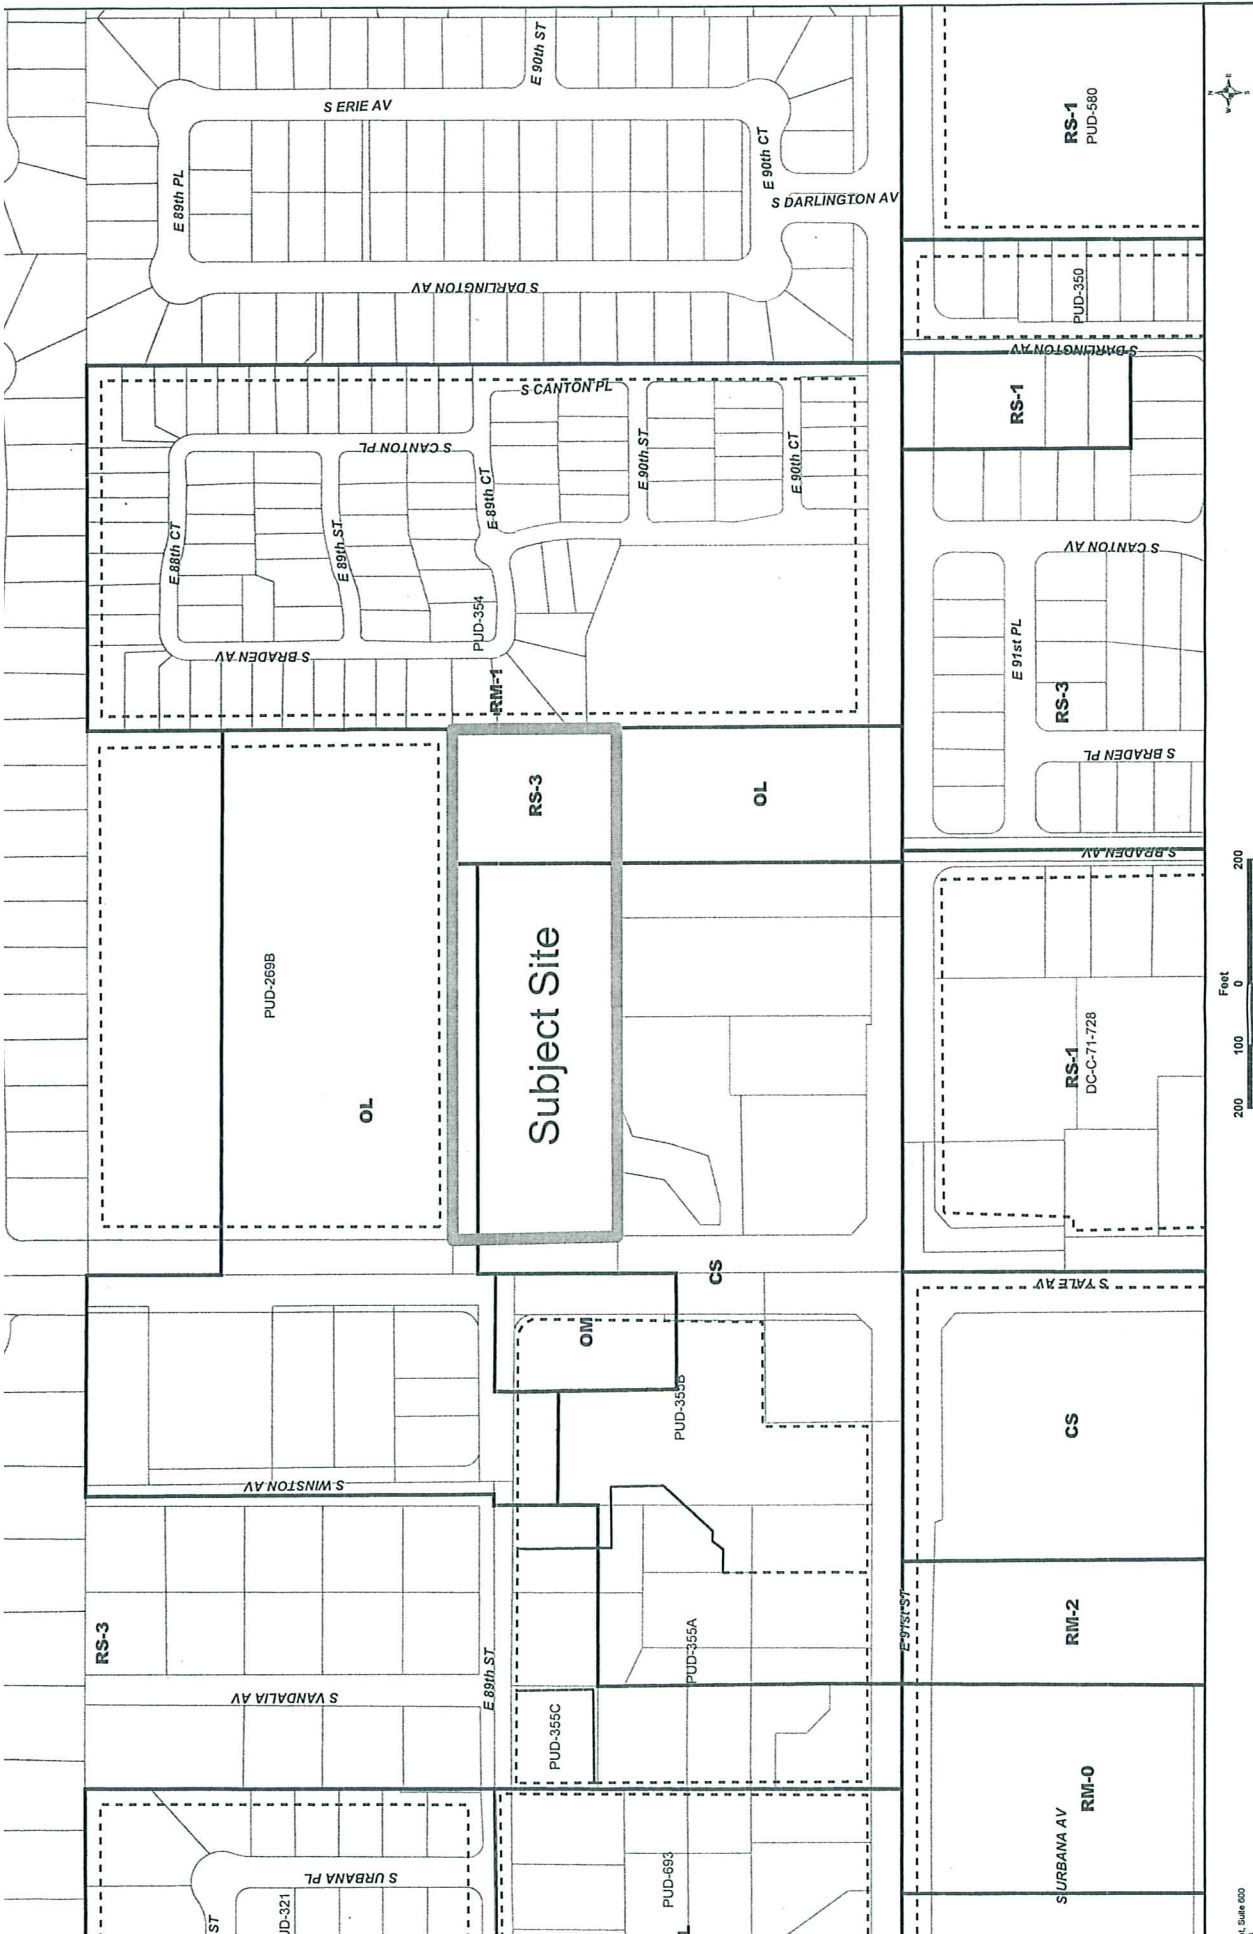 E 90th ST
S ERIE AV
E 89th PL
E 90th CT
S DARLINGTON AV
S DARLINGTON AV
RS-1
PUD-580
N
E
S
W
PUD-350
S DARLINGTON AV
RS-1
S CANTON PL
S CANTON PL
E 90th ST
E 90th CT
E 89th CT
E 88th CT
E 89th ST
S CANTON AV
PUD-354
S BRADEN AV
RM-1
E 91st PL
RS-3
S BRADEN PL
RS-3
OL
S BRADEN AV
PUD-269B
OL
Subject Site
RS-1
DC-C-71-728
200
Feet
0
100
200
CS
S YALE AV
OM
PUD-355B
CS
S WINSTON AV
E 91st ST
RM-2
RS-3
S VANDALIA AV
E 89th ST
PUD-355A
PUD-355C
RM-0
S URBANA AV
S URBANA PL
PUD-693
ST
UD-321
L
t, Suite 600